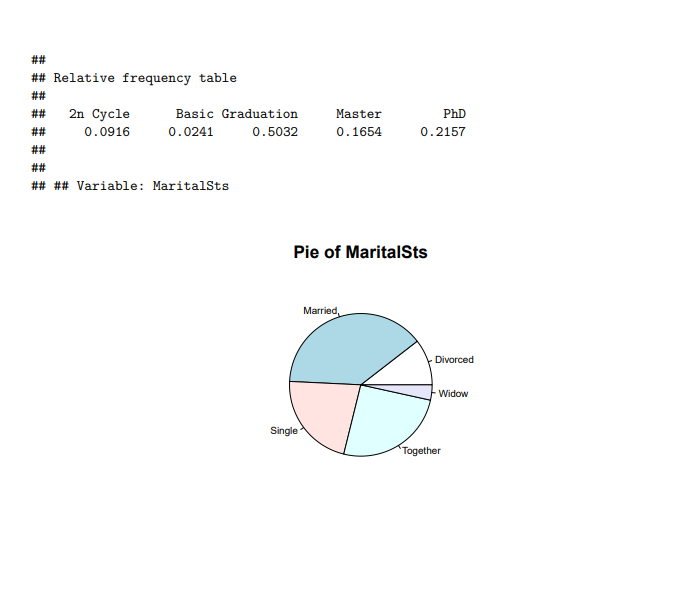 ##
## Relative frequency table
##
## 2n Cycle Basic Graduation Master PhD
## 0.0916 0.0241 0.5032 0.1654 0.2157
##
##
## ## Variable: MaritalSts
Pie of MaritalSts
Married
Divorced
Widow
Single
Together